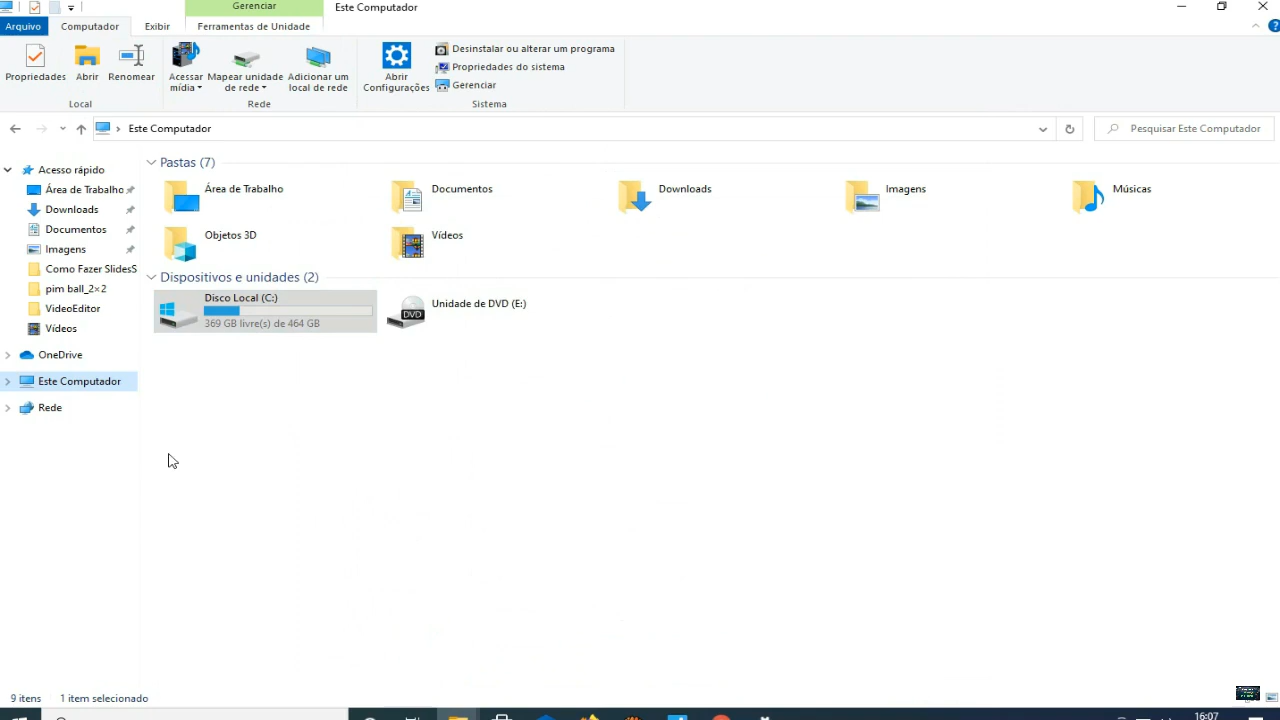 Gerenciar
Este Computador
Arquivo
Computador
Exibir
Ferramentas de Unidade
Propriedades
Abrir
Renomear
Acessar
mídia
Mapear unidade
de rede
Adicionar um
local de rede
Abrir
Configurações
Desinstalar ou alterar um programa
Propriedades do sistema
Gerenciar
Local
Rede
Sistema
Este Computador
Pesquisar Este Computador
Acesso rápido
Área de Trabalho
Downloads
Documentos
Imagens
Como Fazer SlidesS
pim ball_2×2
VideoEditor
Vídeos
OneDrive
Este Computador
Rede
Pastas (7)
Área de Trabalho
Documentos
Downloads
Imagens
Músicas
Objetos 3D
Vídeos
Dispositivos e unidades (2)
Disco Local (C:)
369 GB livre(s) de 464 GB
DVD
Unidade de DVD (E:)
9 itens
1 item selecionado
16:07